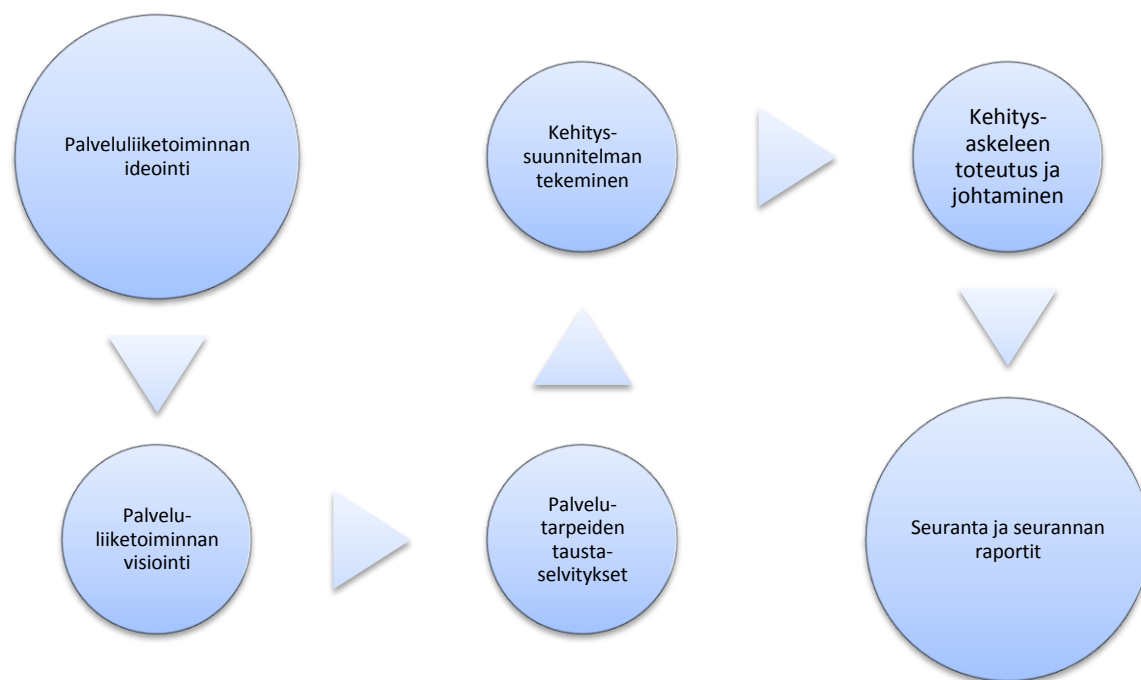 Palveluliiketoiminnan
ideointi
Palvelu-
liiketoiminnan
visiointi
Palvelu-
tarpeiden
tausta-
selvitykset
Kehitys-
suunnitelman
tekeminen
Kehitys-
askeleen
toteutus ja
johtaminen
Seuranta ja seurannan
raportit